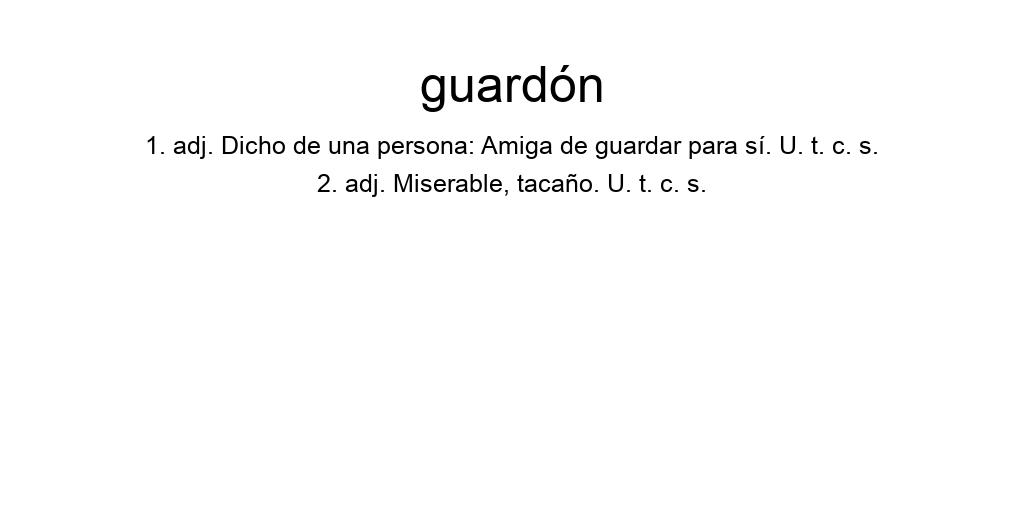 guardón
1. adj. Dicho de una persona: Amiga de guardar para sí. U. t. c. s.
2. adj. Miserable, tacaño. U. t. c. s.